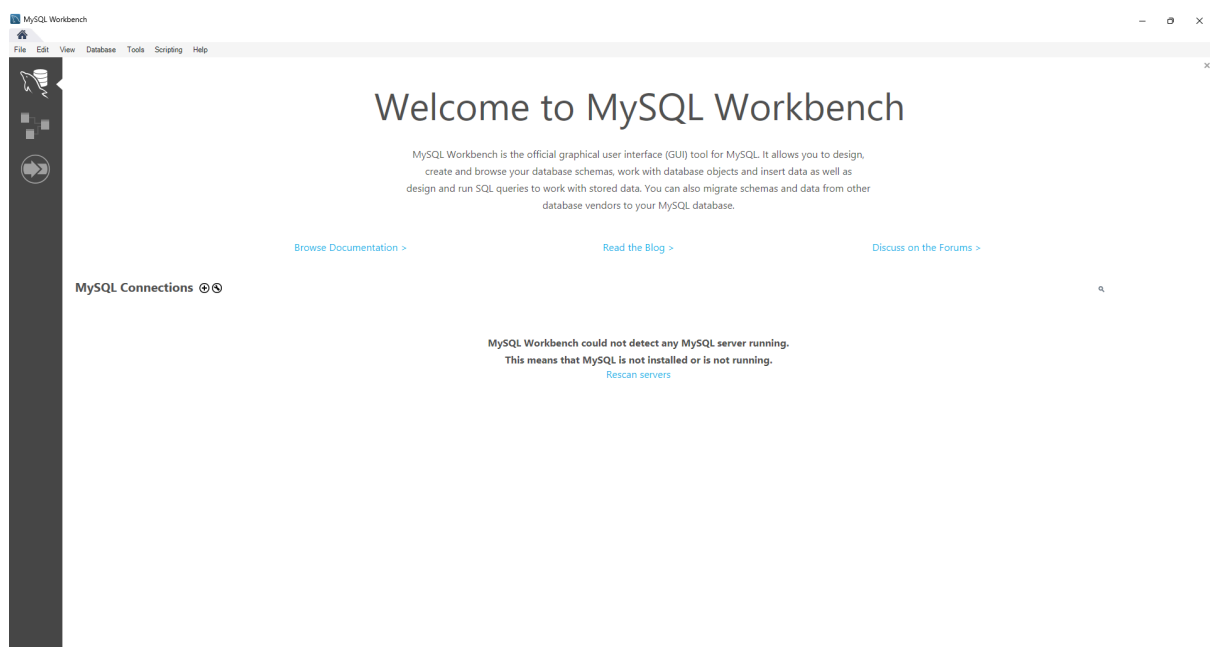 MySQL Workbench
File Edit View Database Tools Scripting Help
Welcome to MySQL Workbench
MySQL Workbench is the official graphical user interface (GUI) tool for MySQL. It allows you to design,
create and browse your database schemas, work with database objects and insert data as well as
design and run SQL queries to work with stored data. You can also migrate schemas and data from other
database vendors to your MySQL database.
Browse Documentation > Read the Blog > Discuss on the Forums >
MySQL Connections
MySQL Workbench could not detect any MySQL server running.
This means that MySQL is not installed or is not running.
Rescan servers